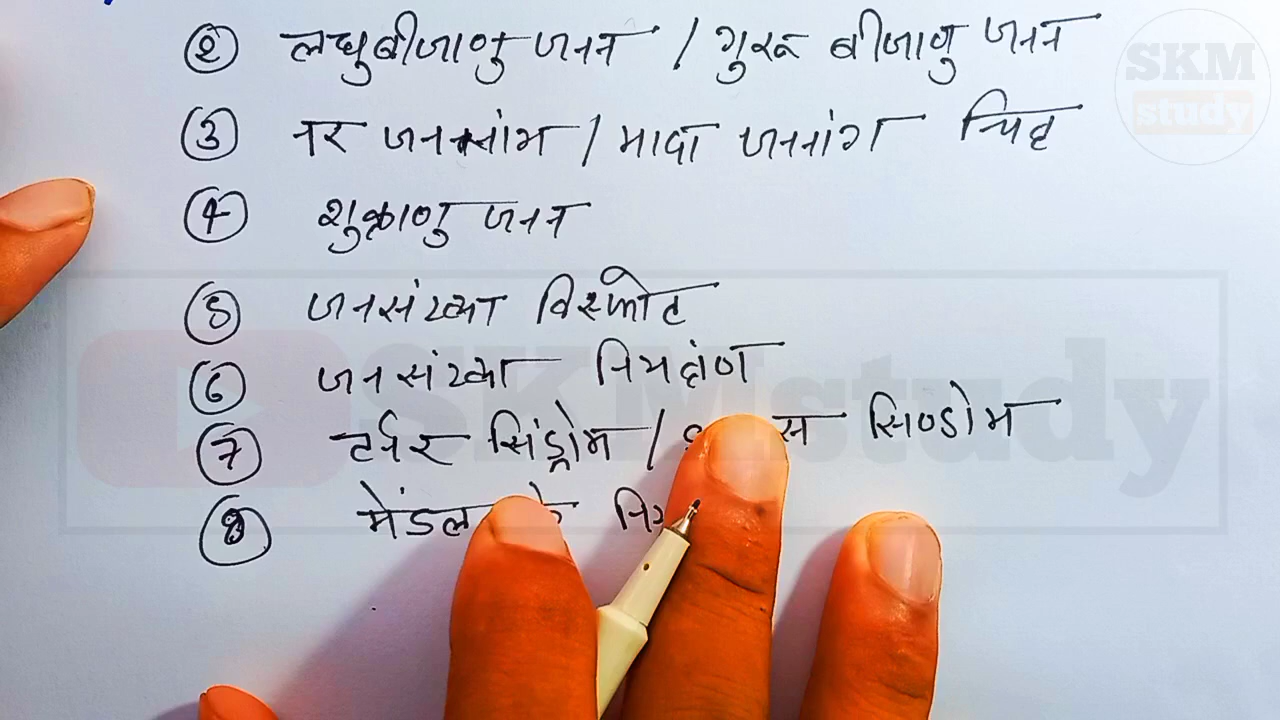 ② लघुबीजाणु जनन / गुरू बीजाणु जनन
③ नर जननांग / मादा जननांग चित्र
④ शुक्राणु जनन
⑤ जनसंख्या विस्फोट
⑥ जनसंख्या नियंत्रण
⑦ टर्नर सिंड्रोम / सिण्डोम
⑧ मेंडल के
SKM
study
SKMstudy